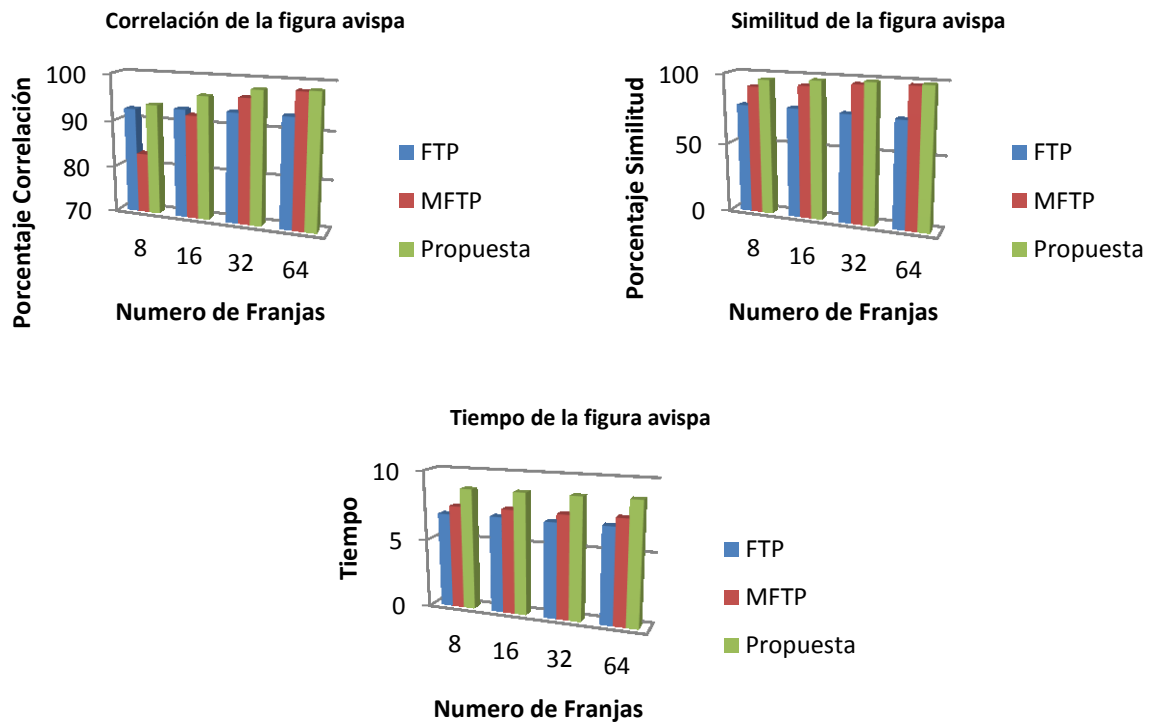 Correlación de la figura avispa
Porcentaje Correlación
100
90
80
70
8 16 32 64
Numero de Franjas
FTP
MFTP
Propuesta
Similitud de la figura avispa
Porcentaje Similitud
100
50
0
8 16 32 64
Numero de Franjas
FTP
MFTP
Propuesta
Tiempo de la figura avispa
Tiempo
10
5
0
8 16 32 64
Numero de Franjas
FTP
MFTP
Propuesta